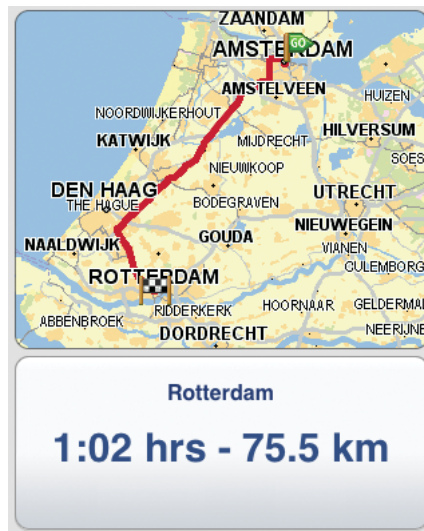 ZAANDAM
GO
AMSTERDAM
AMSTELVEEN
HUIZEN
NOORDWIJKERHOUT
KATWIJK
MIJDRECHT
HILVERSUM
SOES
NIEUWKOOP
DEN HAAG
THE HAGUE
UTRECHT
BODEGRAVEN
NIEUWEGEIN
NAALDWIJK
GOUDA
VIANEN
CULEMBORG
ROTTERDAM
HOORNAAR
GELDERMA
RIDDERKERK
ABBENBROEK
NEERIJNE
DORDRECHT
Rotterdam
1:02 hrs - 75.5 km